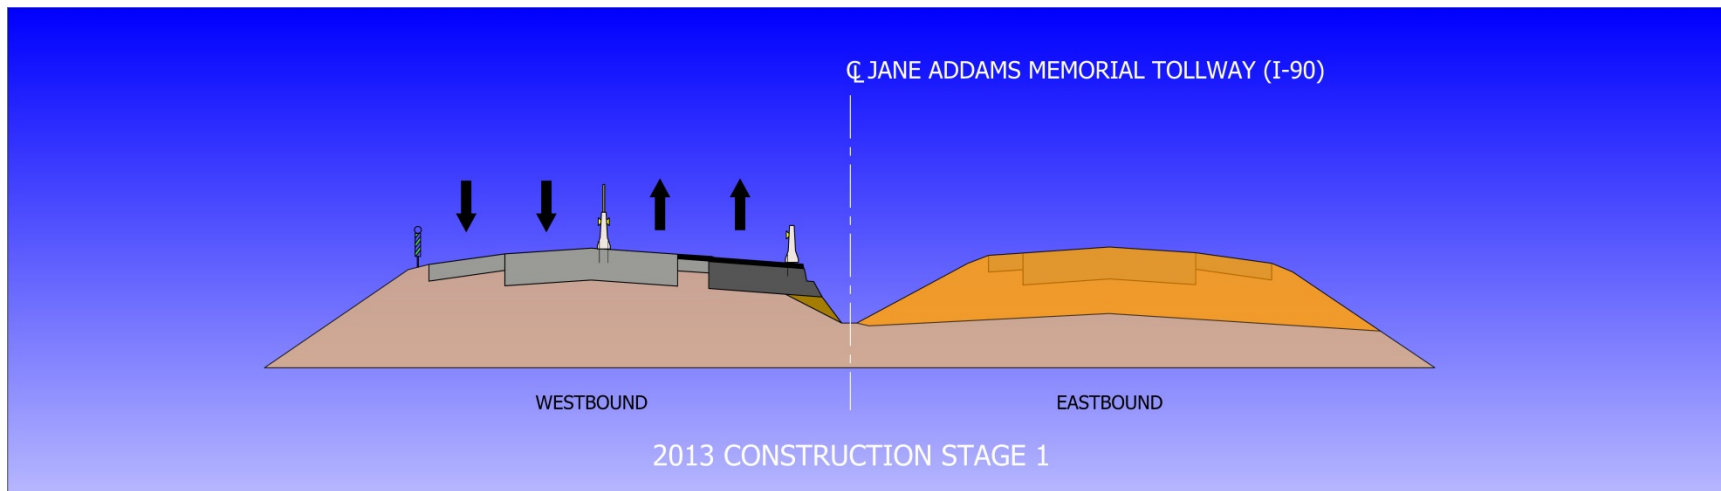 ℄ JANE ADDAMS MEMORIAL TOLLWAY (I-90)
WESTBOUND
EASTBOUND
2013 CONSTRUCTION STAGE 1